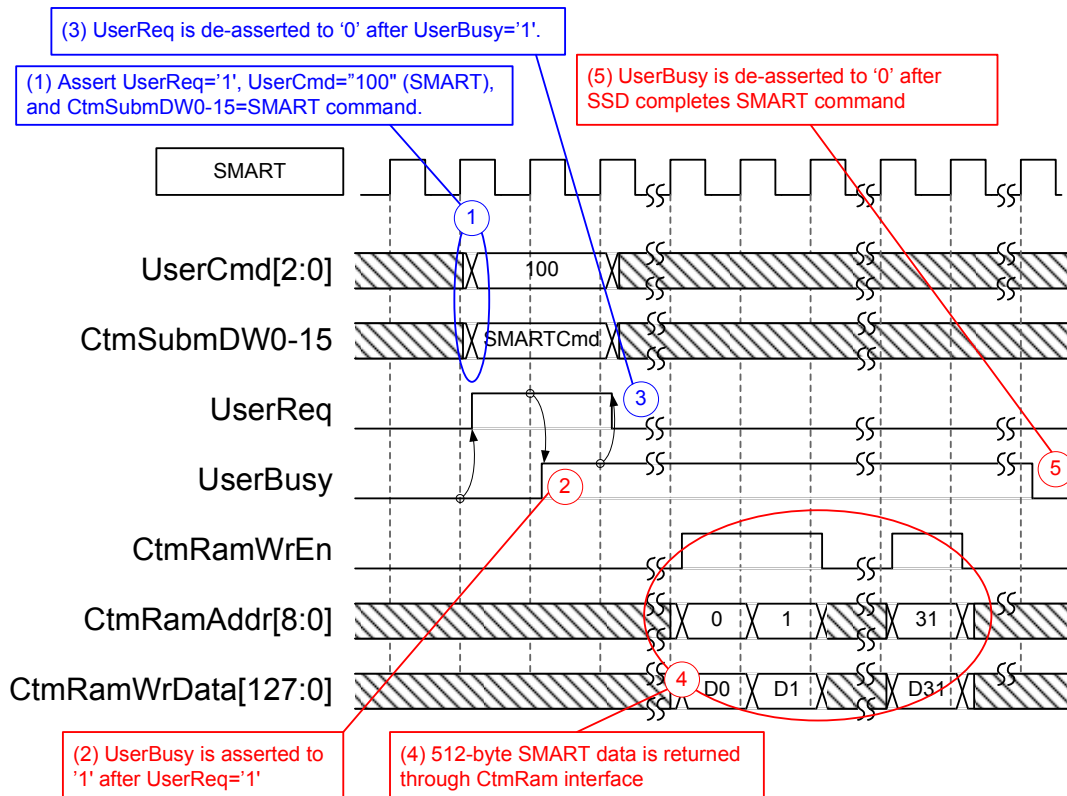 (3) UserReq is de-asserted to ‘0’ after UserBusy=’1'.
(1) Assert UserReq=’1', UserCmd=”100" (SMART),
and CtmSubmDW0-15=SMART command.
(5) UserBusy is de-asserted to ‘0’ after
SSD completes SMART command
SMART
1
UserCmd[2:0]
100
CtmSubmDW0-15
SMARTCmd
UserReq
3
UserBusy
2
5
CtmRamWrEn
CtmRamAddr[8:0]
0
1
31
CtmRamWrData[127:0]
4
D0
D1
D31
(2) UserBusy is asserted to
’1' after UserReq=’1'
(4) 512-byte SMART data is returned
through CtmRam interface